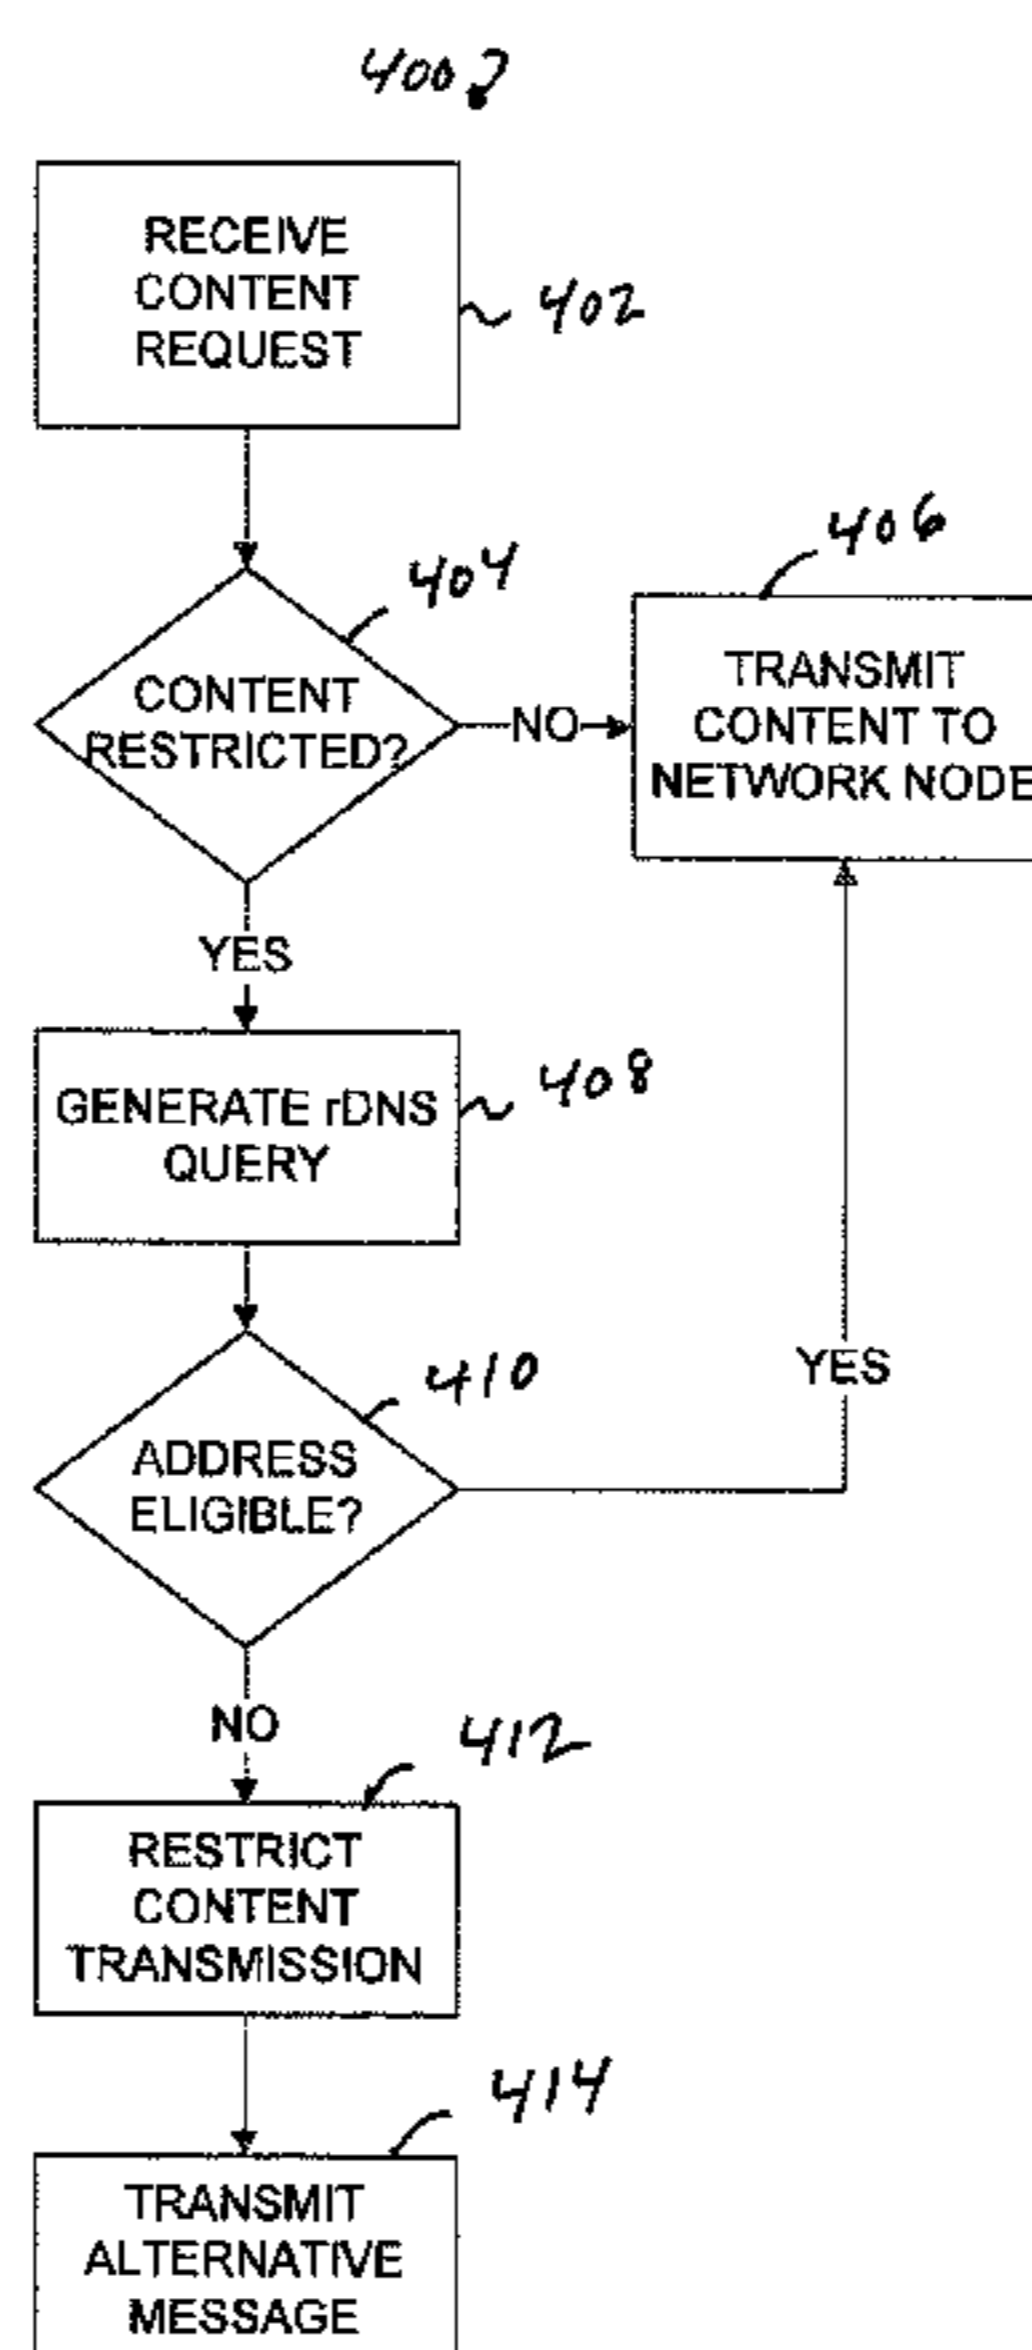 400
RECEIVE
CONTENT
REQUEST
402
404
CONTENT
RESTRICTED?
NO
406
TRANSMIT
CONTENT TO
NETWORK NODE
YES
GENERATE rDNS
QUERY
408
410
ADDRESS
ELIGIBLE?
YES
NO
412
RESTRICT
CONTENT
TRANSMISSION
414
TRANSMIT
ALTERNATIVE
MESSAGE